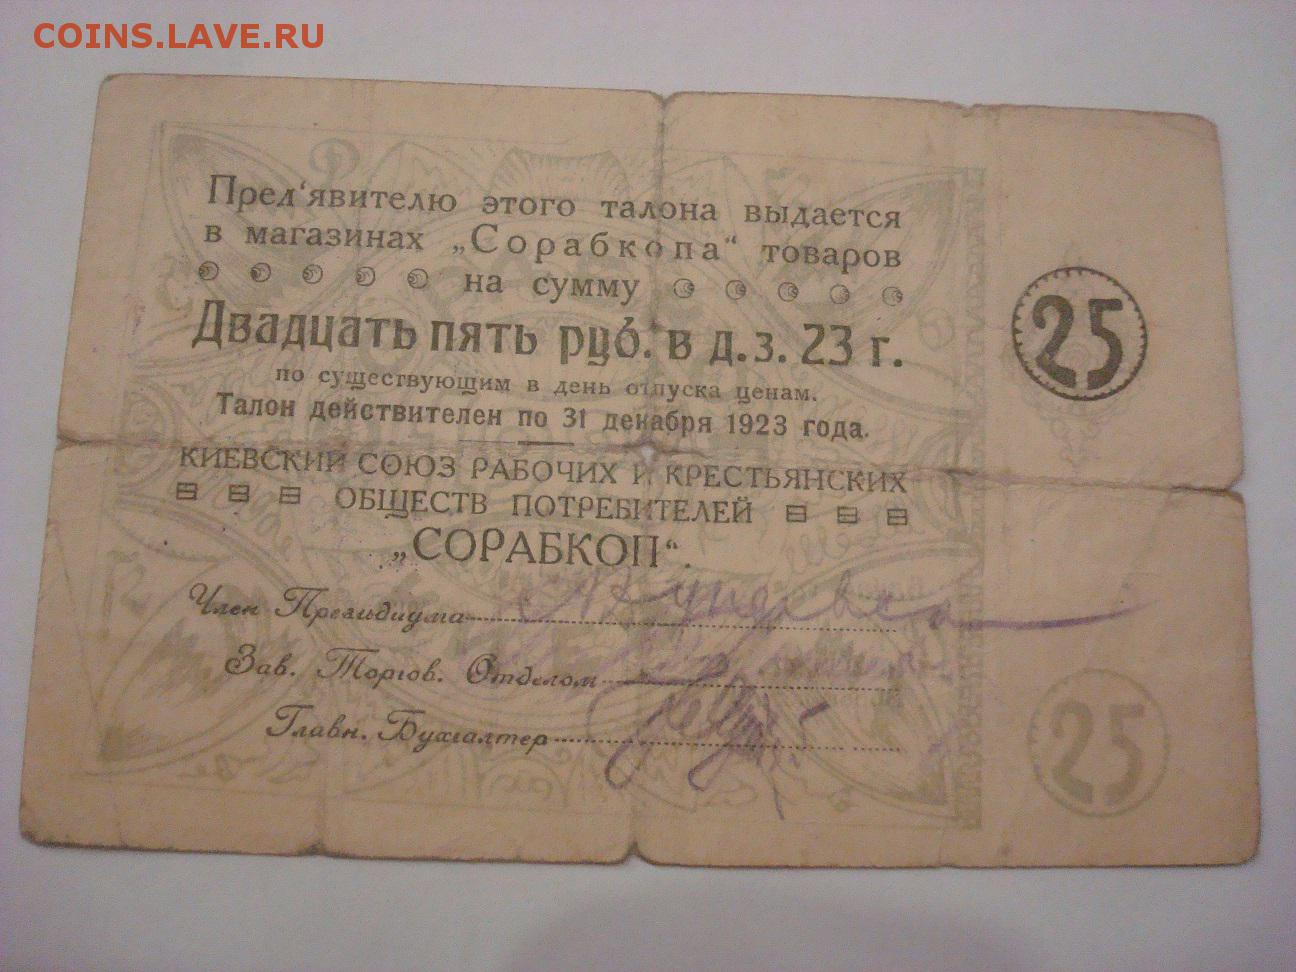 COINS.LAVE.RU
Пред'явителю этого талона выдается
в магазинах „Сорабкопа“ товаров
на сумму
Двадцать пять руб. в д. з. 23 г.
по существующим в день отпуска ценам.
Талон действителен по 31 декабря 1923 года.
25
КИЕВСКИЙ СОЮЗ РАБОЧИХ И КРЕСТЬЯНСКИХ
ОБЩЕСТВ ПОТРЕБИТЕЛЕЙ
„СОРАБКОП“.
Член Президиума
Зав. Торгов. Отделом
Главн. Бухгалтер
25